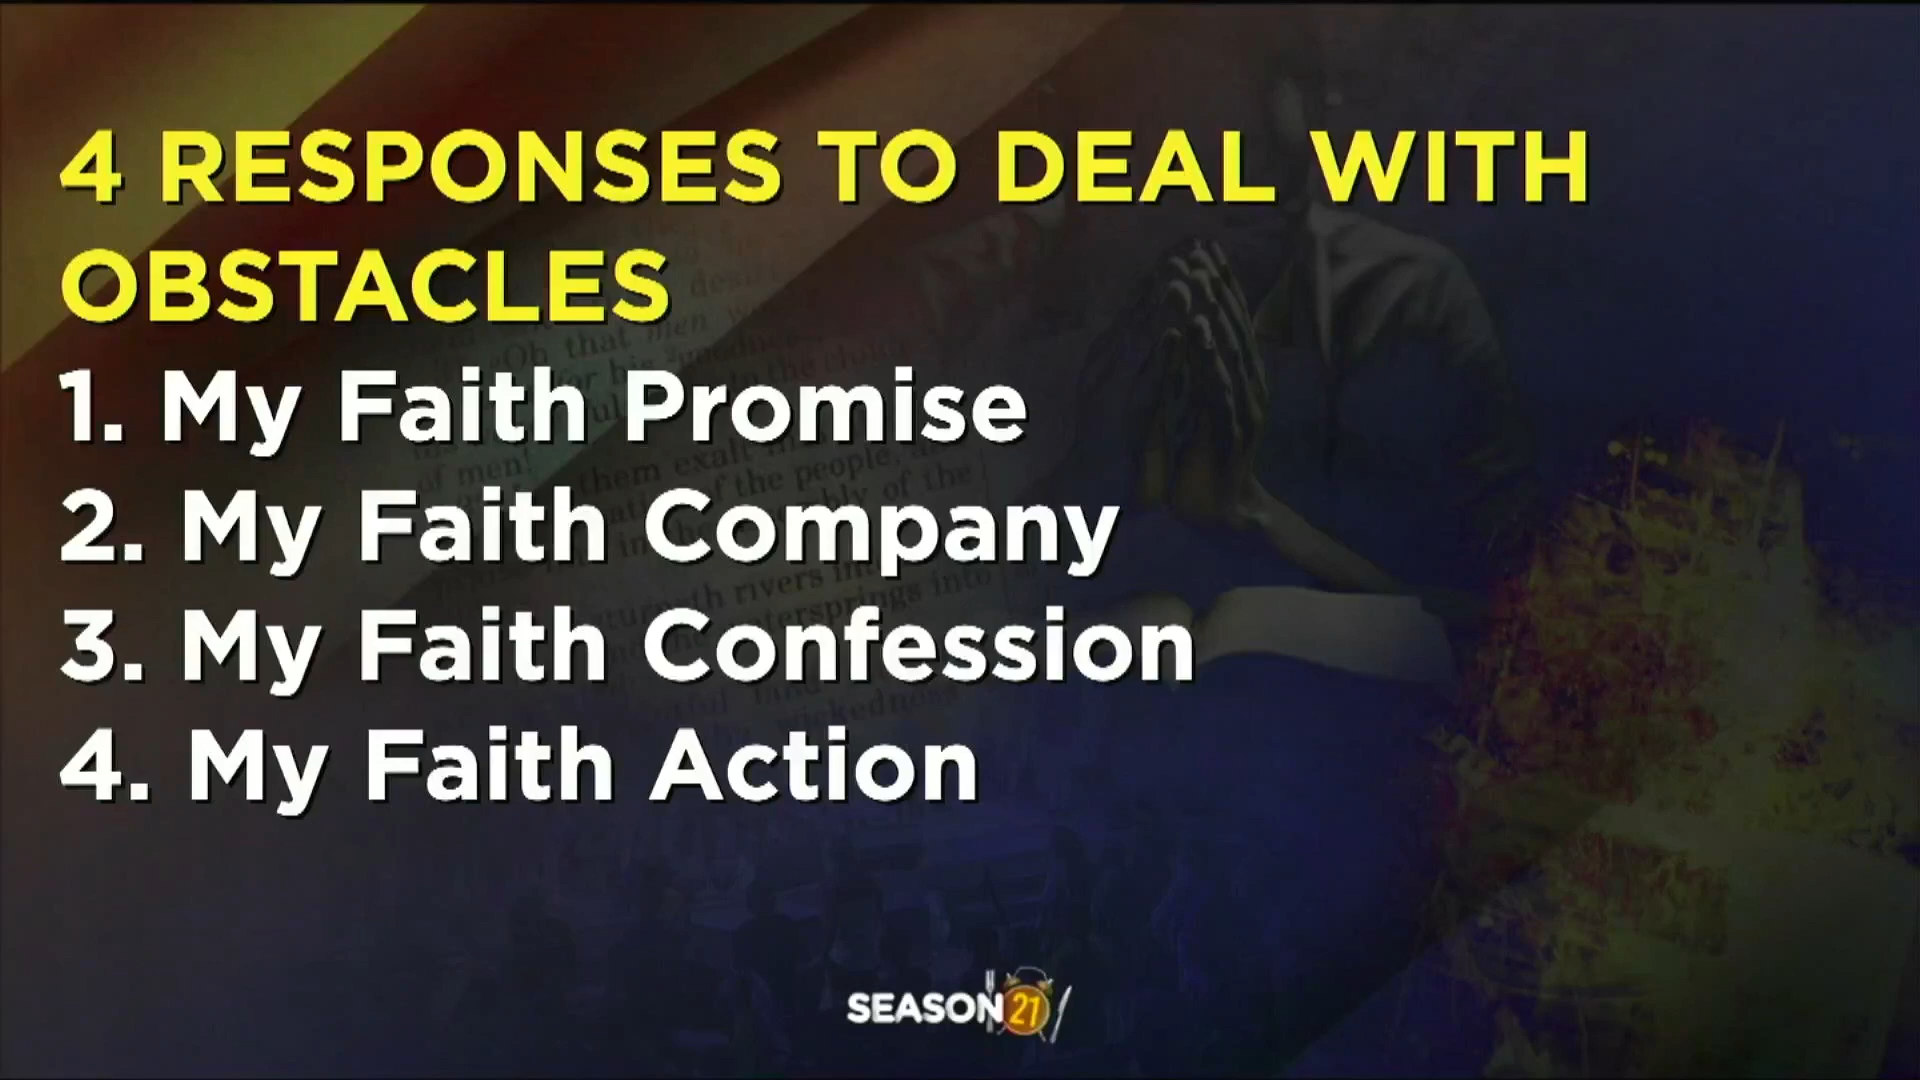 4 RESPONSES TO DEAL WITH
OBSTACLES
1. My Faith Promise
2. My Faith Company
3. My Faith Confession
4. My Faith Action
SEASON 21